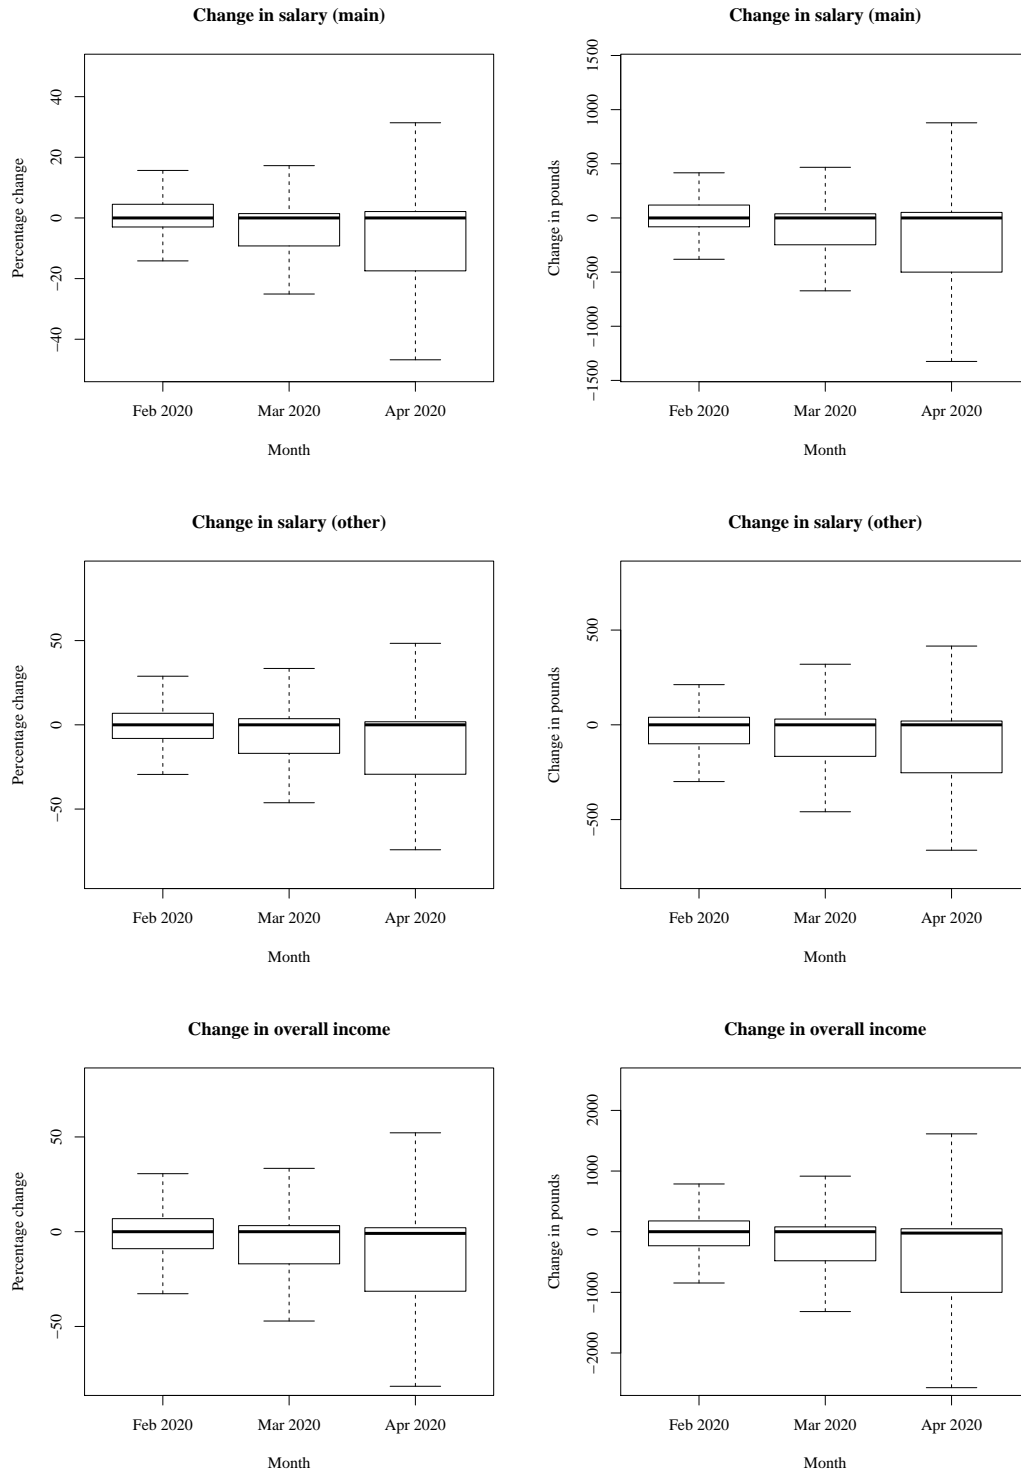 Change in salary (main)
Percentage change
40
20
0
−20
−40
Feb 2020 Mar 2020 Apr 2020
Month
Change in salary (main)
Change in pounds
1500
1000
500
0
−500
−1000
−1500
Feb 2020 Mar 2020 Apr 2020
Month
Change in salary (other)
Percentage change
50
0
−50
Feb 2020 Mar 2020 Apr 2020
Month
Change in salary (other)
Change in pounds
500
0
−500
Feb 2020 Mar 2020 Apr 2020
Month
Change in overall income
Percentage change
50
0
−50
Feb 2020 Mar 2020 Apr 2020
Month
Change in overall income
Change in pounds
2000
1000
0
−1000
−2000
Feb 2020 Mar 2020 Apr 2020
Month